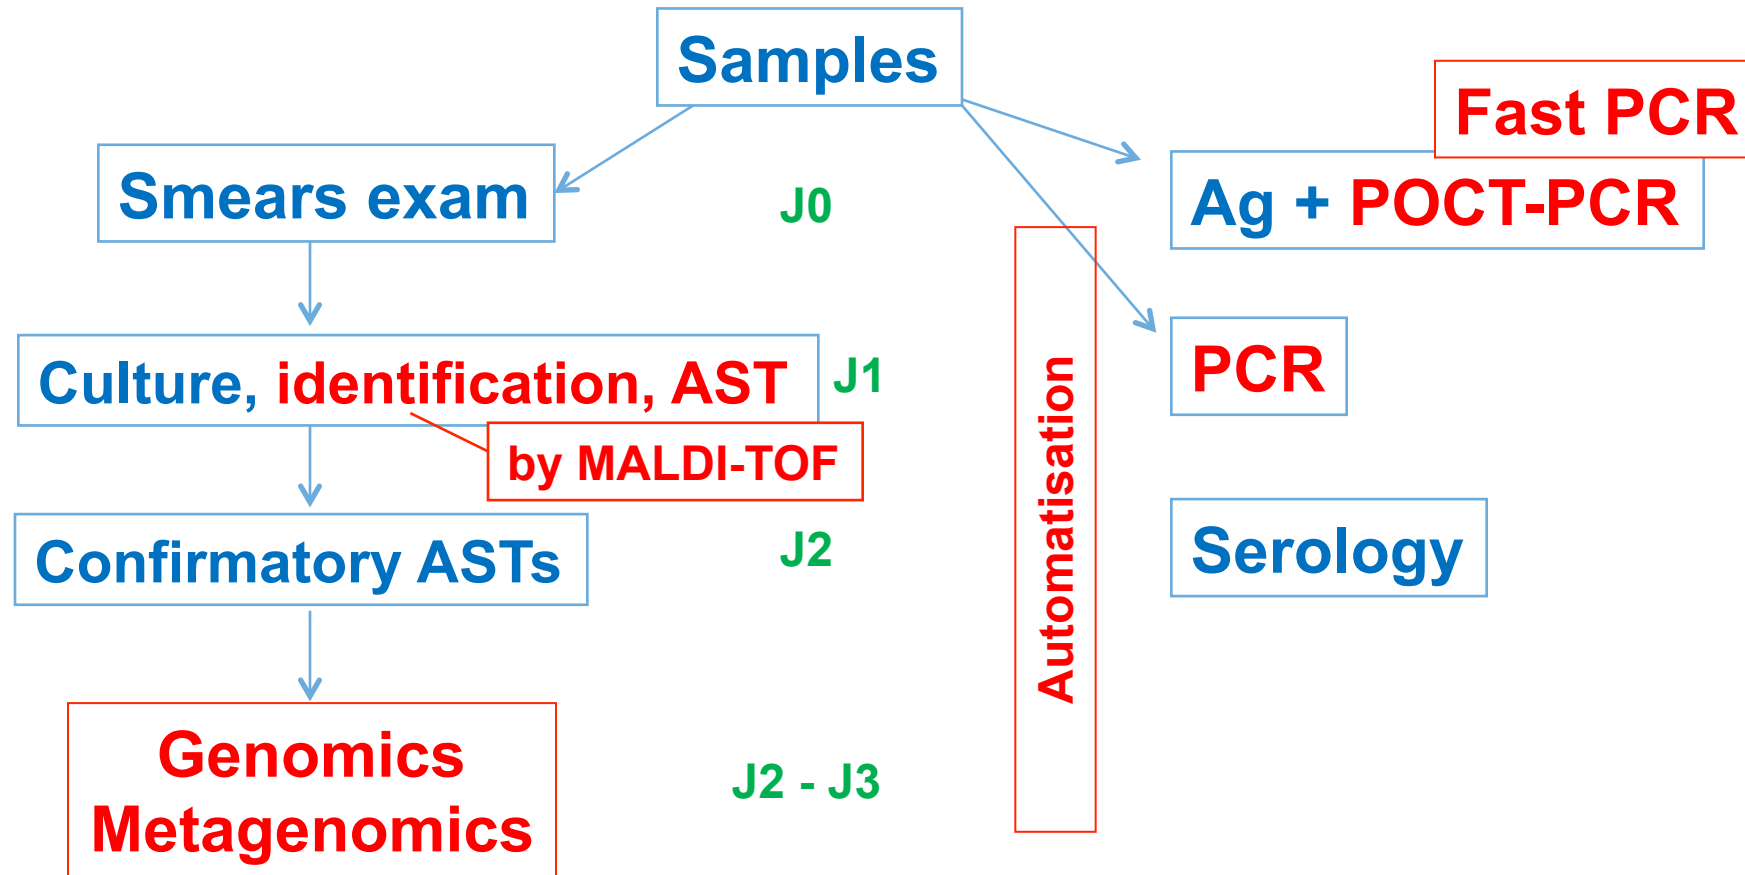 Samples
Fast PCR
Smears exam
J0
Ag + POCT-PCR
Culture, identification, AST
J1
by MALDI-TOF
Automatisation
PCR
Confirmatory ASTs
J2
Serology
Genomics
Metagenomics
J2 - J3